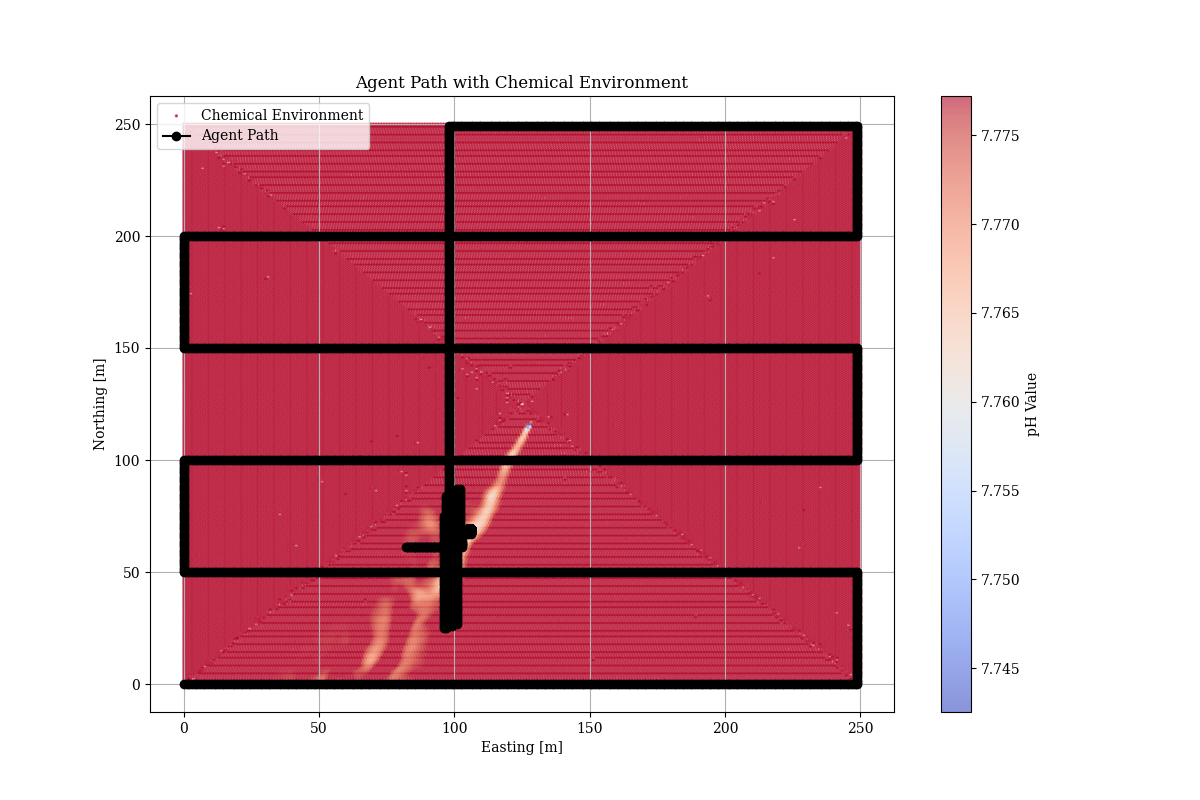 Agent Path with Chemical Environment
Chemical Environment
Agent Path
250
200
150
100
50
0
Northing [m]
0 50 100 150 200 250
Easting [m]
7.775
7.770
7.765
7.760
7.755
7.750
7.745
pH Value